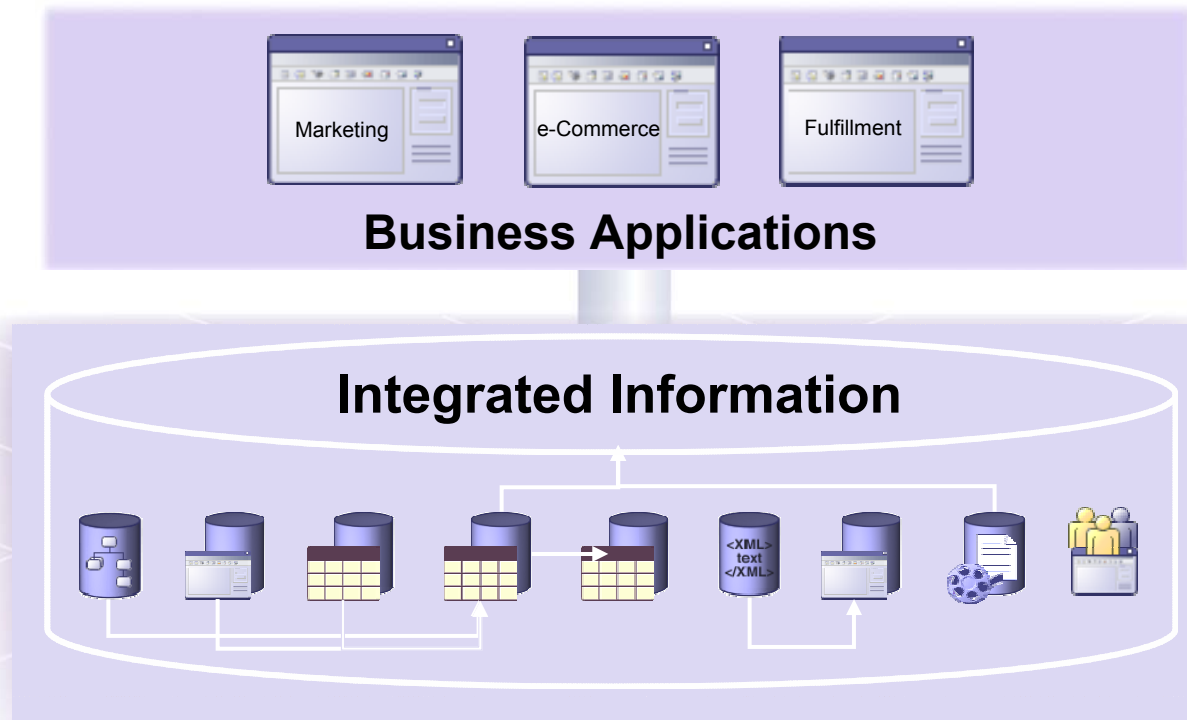 Marketing
e-Commerce
Fulfillment
Business Applications
Integrated Information
<XML>
text
</XML>